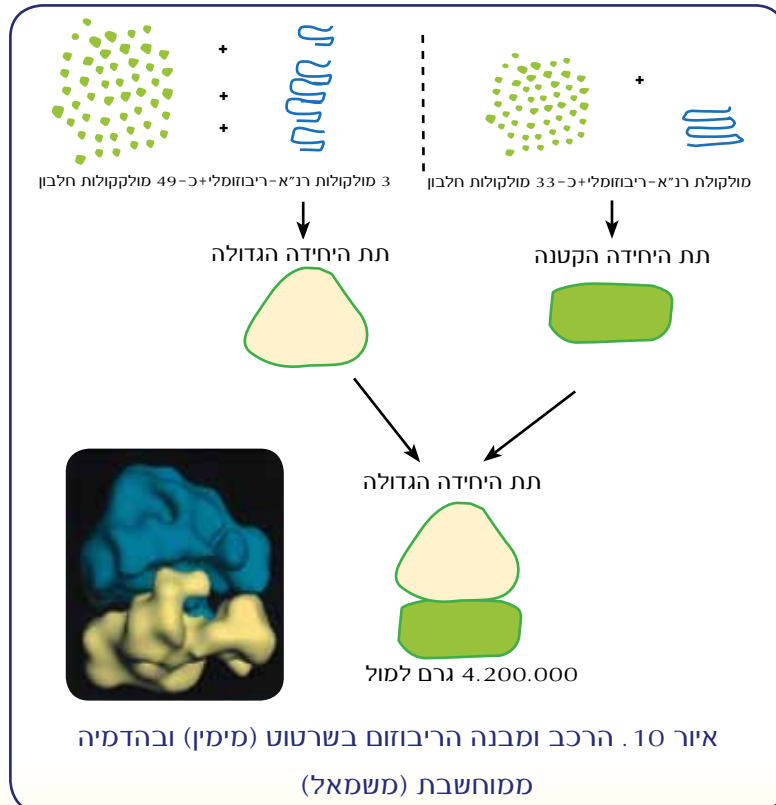 מולקולת רנ״א-ריבוזומלי+כ-33 מולקולות חלבון
3 מולקולות רנ״א-ריבוזומלי+כ-49 מולקקולות חלבון
תת היחידה הקטנה
תת היחידה הגדולה
תת היחידה הגדולה
4.200.000 גרם למול
איור 10. הרכב ומבנה הריבוזום בשרטוט (מימין) ובהדמיה
ממוחשבת (משמאל)